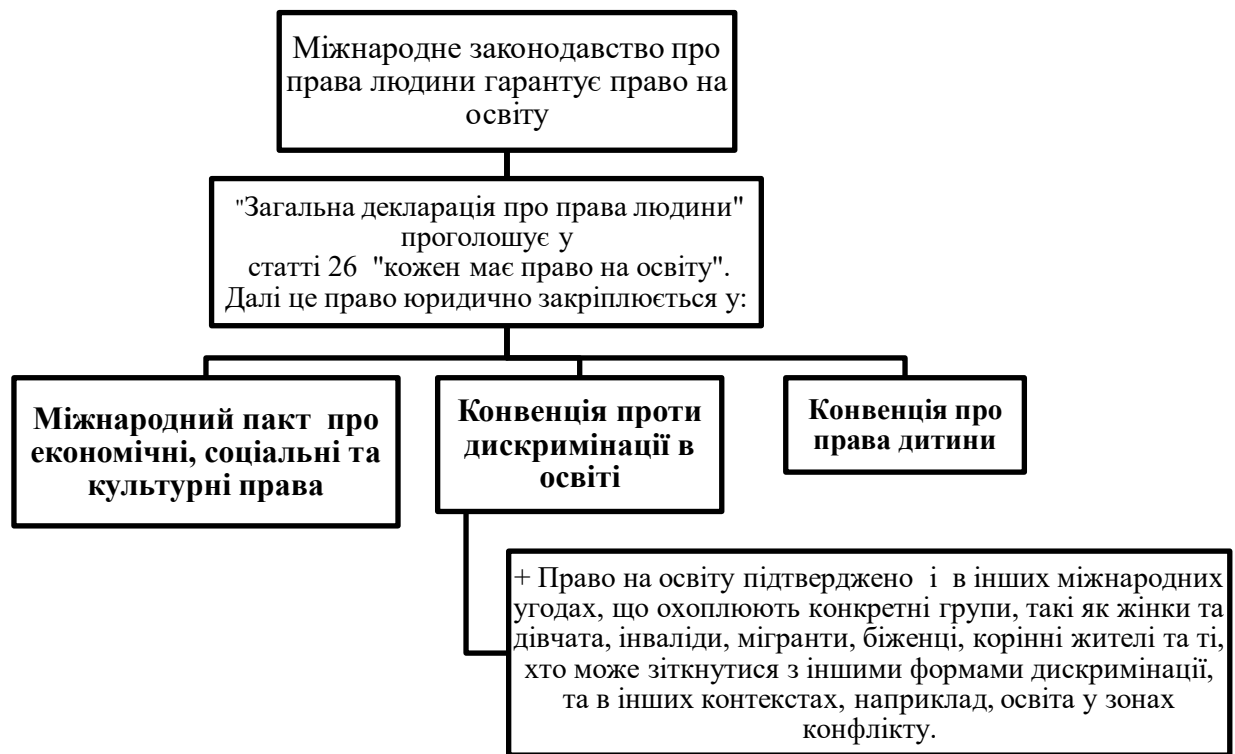 Міжнародне законодавство про
права людини гарантує право на
освіту
"Загальна декларація про права людини"
проголошує у
статті 26  "кожен має право на освіту".
Далі це право юридично закріплюється у:
Міжнародний пакт  про
економічні, соціальні та
культурні права
Конвенція проти
дискримінації в
освіті
Конвенція про
права дитини
+ Право на освіту підтверджено  і  в інших міжнародних
угодах, що охоплюють конкретні групи, такі як жінки та
дівчата, інваліди, мігранти, біженці, корінні жителі та ті,
хто може зіткнутися з іншими формами дискримінації,
та в інших контекстах, наприклад, освіта у зонах
конфлікту.